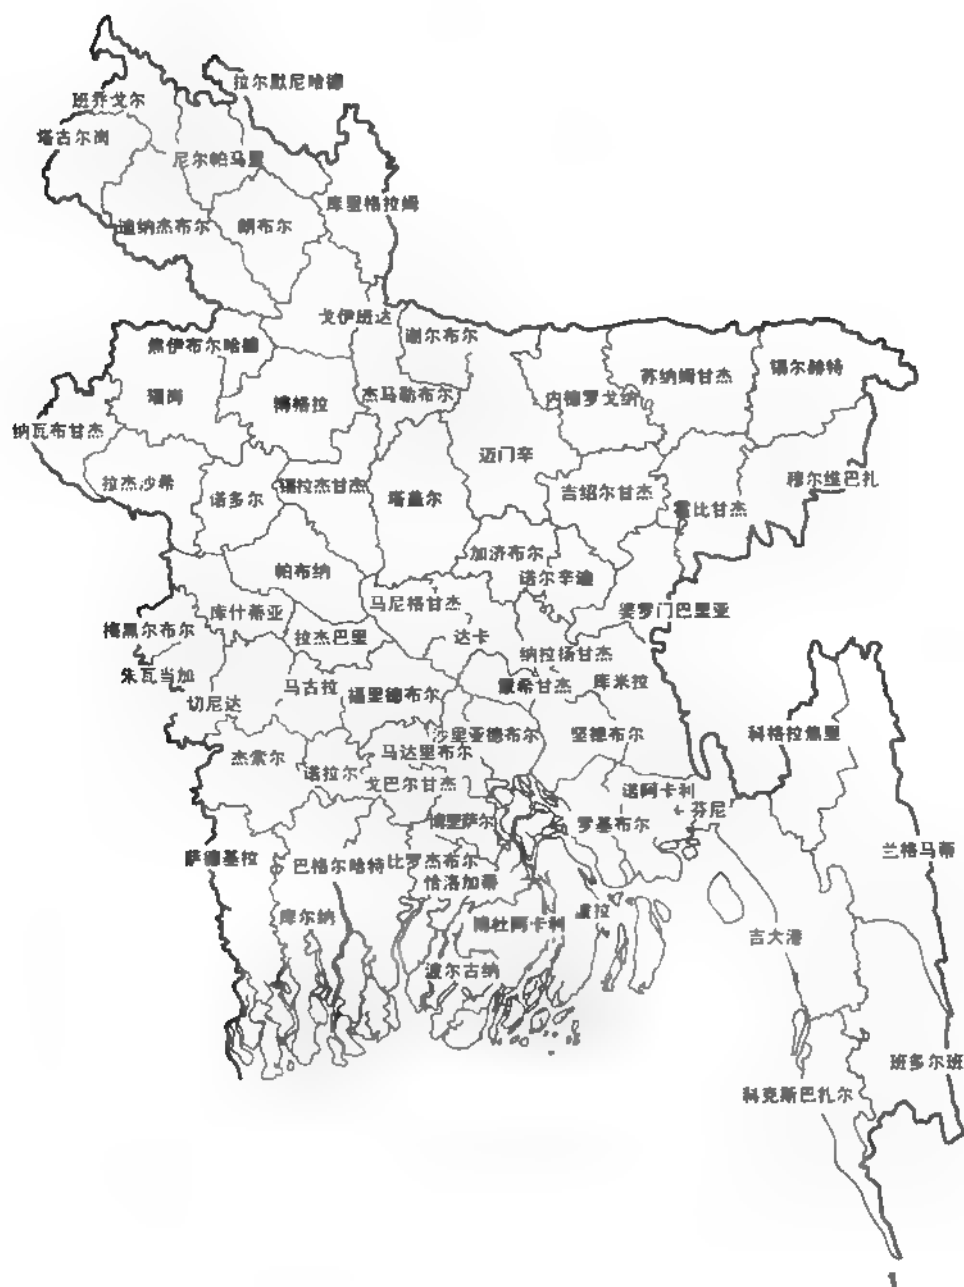 拉尔默尼哈德
班乔戈尔
塔古尔岗
尼尔帕马里
库里格拉姆
迪纳杰布尔
朗布尔
戈伊班达
谢尔布尔
焦伊布尔哈德
锡尔赫特
苏纳姆甘杰
瑙岗
博格拉
杰马勒布尔
内德罗戈纳
纳瓦布甘杰
迈门辛
拉杰沙希
诺多尔
锡拉杰甘杰
塔盖尔
吉绍尔甘杰
穆尔维巴扎
霍比甘杰
加济布尔
帕布纳
诺尔辛迪
马尼格甘杰
库什蒂亚
婆罗门巴里亚
梅黑尔布尔
拉杰巴里
达卡
纳拉扬甘杰
朱瓦当加
马古拉
福里德布尔
蒙希甘杰
库米拉
切尼达
沙里亚德布尔
坚德布尔
科格拉焦里
杰索尔
马达里布尔
诺拉尔
戈巴尔甘杰
诺阿卡利
芬尼
博里萨尔
罗基布尔
萨德基拉
巴格尔哈特
比罗杰布尔
兰格马蒂
恰洛加蒂
库尔纳
博杜阿卡利
虞拉
吉大港
波尔古纳
班多尔班
科克斯巴扎尔